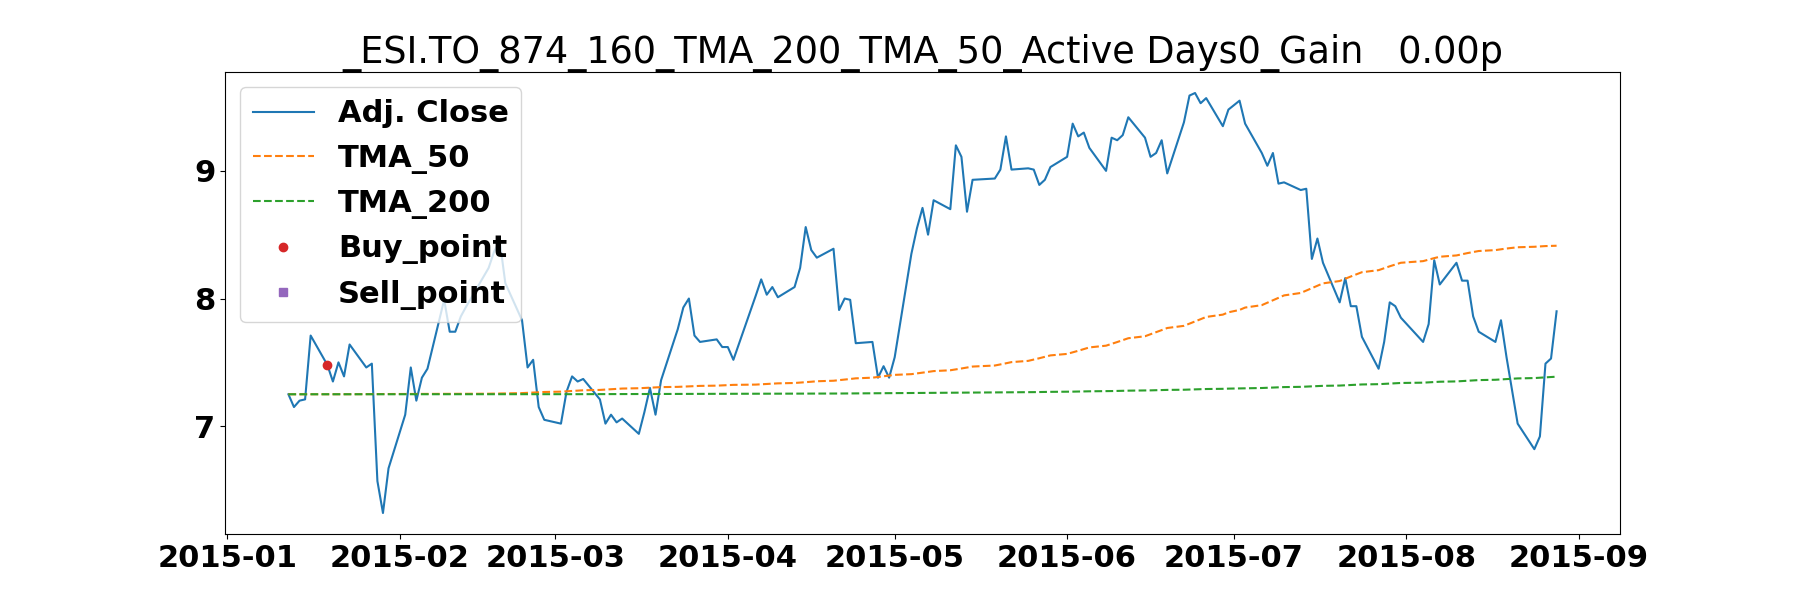 _ESI.TO_874_160_TMA_200_TMA_50_Active Days0_Gain   0.00p
Adj. Close
TMA_50
TMA_200
Buy_point
Sell_point
9
8
7
2015-01 2015-02 2015-03 2015-04 2015-05 2015-06 2015-07 2015-08 2015-09